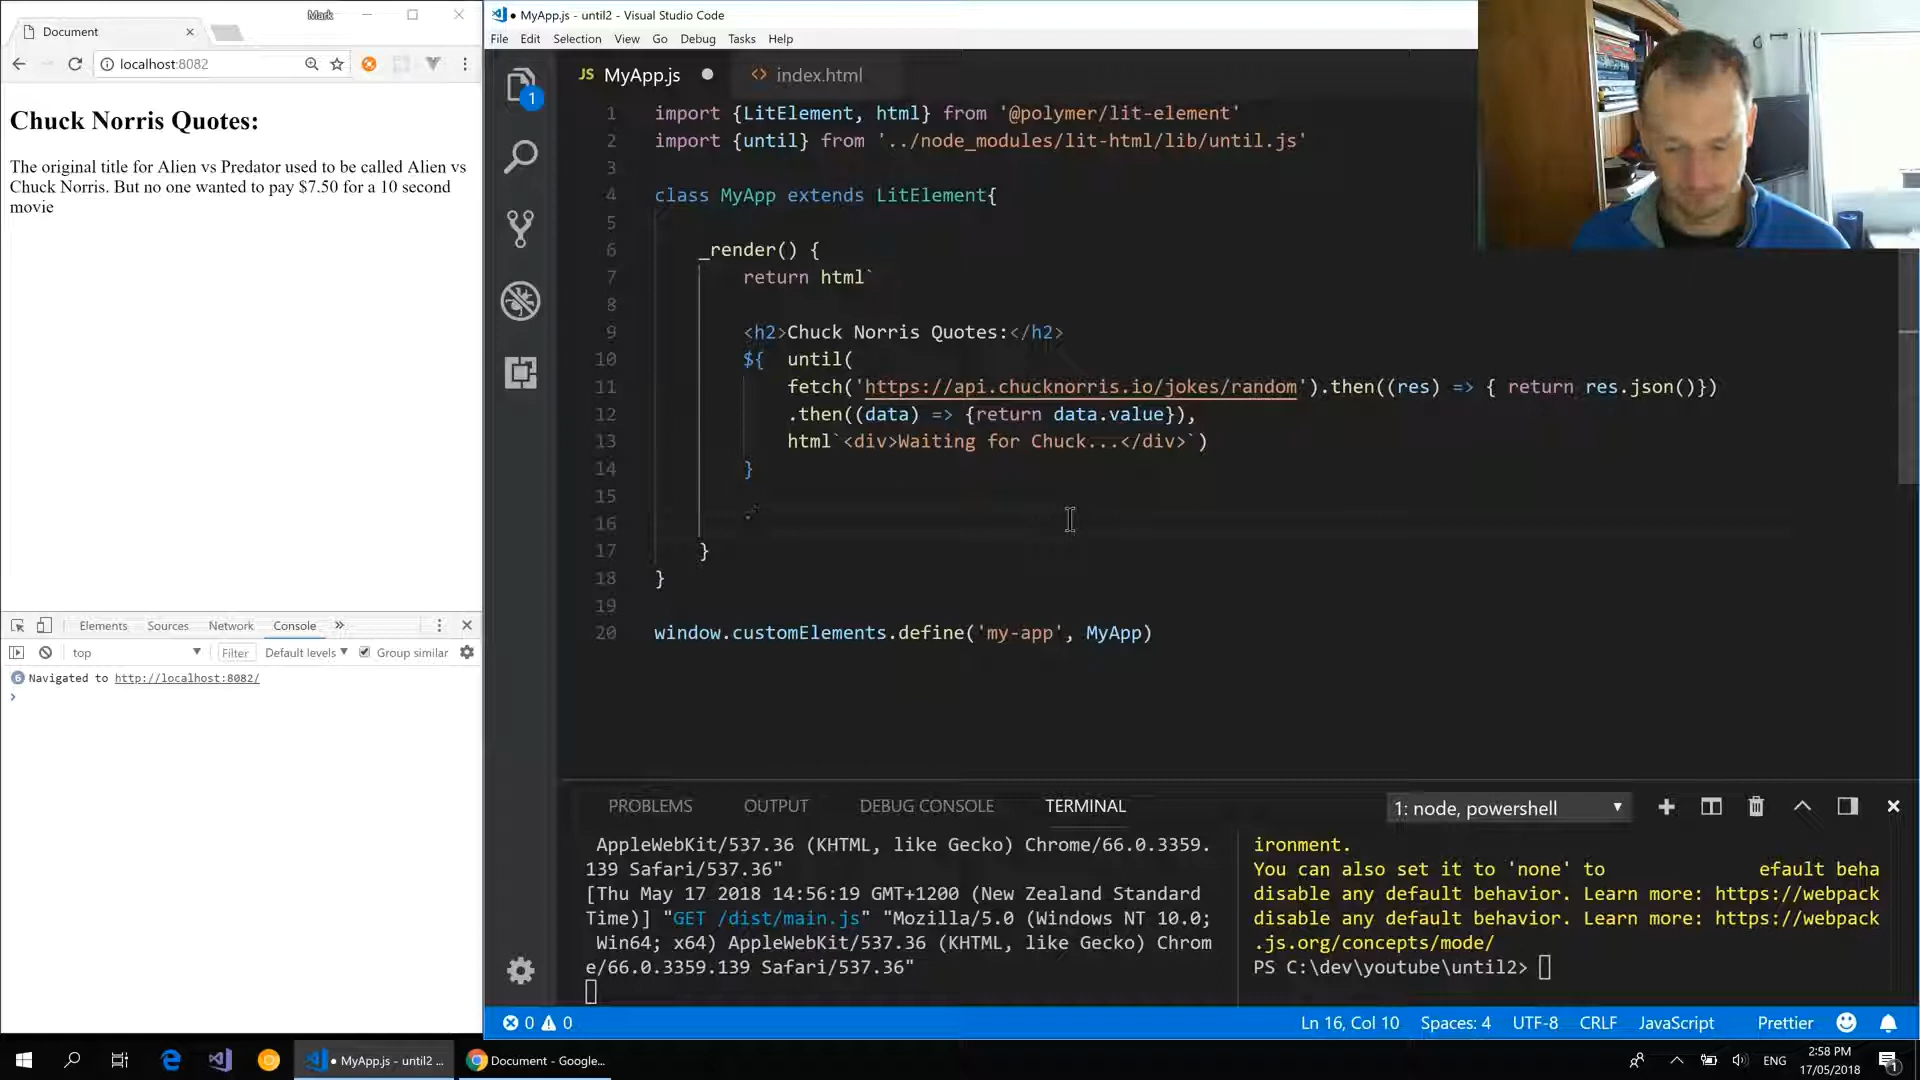 Mark
Document
localhost:8082
Chuck Norris Quotes:
The original title for Alien vs Predator used to be called Alien vs
Chuck Norris. But no one wanted to pay $7.50 for a 10 second
movie
Elements Sources Network Console »
top Filter Default levels Group similar
6 Navigated to http://localhost:8082/
MyApp.js - until2 - Visual Studio Code
File Edit Selection View Go Debug Tasks Help
1
JS MyApp.js index.html
1 import {LitElement, html} from '@polymer/lit-element'
2 import {until} from '../node_modules/lit-html/lib/until.js'
3
4 class MyApp extends LitElement{
5
6 _render() {
7 return html`
8
9 <h2>Chuck Norris Quotes:</h2>
10 ${ until(
11 fetch('https://api.chucknorris.io/jokes/random').then((res) => { return res.json()})
12 .then((data) => {return data.value}),
13 html`<div>Waiting for Chuck...</div>`)
14 }
15
16
17 }
18 }
19
20 window.customElements.define('my-app', MyApp)
PROBLEMS OUTPUT DEBUG CONSOLE TERMINAL 1: node, powershell
AppleWebKit/537.36 (KHTML, like Gecko) Chrome/66.0.3359.
139 Safari/537.36"
[Thu May 17 2018 14:56:19 GMT+1200 (New Zealand Standard
Time)] "GET /dist/main.js" "Mozilla/5.0 (Windows NT 10.0;
Win64; x64) AppleWebKit/537.36 (KHTML, like Gecko) Chrom
e/66.0.3359.139 Safari/537.36"
ironment.
You can also set it to 'none' to efault beha
disable any default behavior. Learn more: https://webpack
disable any default behavior. Learn more: https://webpack
.js.org/concepts/mode/
PS C:\dev\youtube\until2>
0 0 Ln 16, Col 10 Spaces: 4 UTF-8 CRLF JavaScript Prettier
MyApp.js - until2 ... Document - Google... ENG 2:58 PM
17/05/2018
1